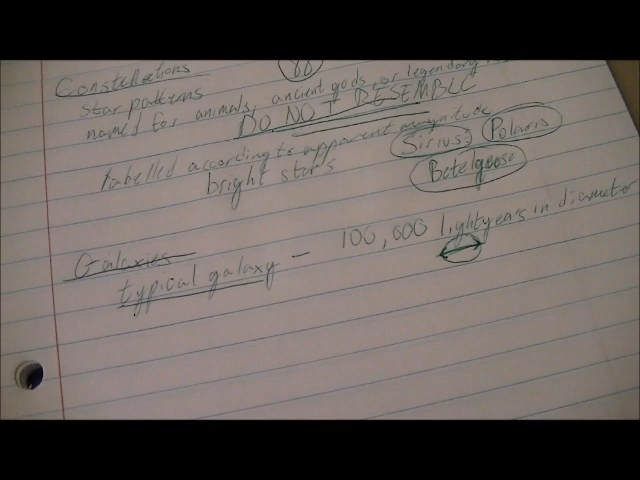 Constellations
88
star patterns
named for animals, ancient gods, or legendary
DO NOT RESEMBLE
labelled according to apparent magnitude
bright stars
Sirius; Polaris
Betelgeose
Galaxies
typical galaxy - 100,000 lightyears in diameter